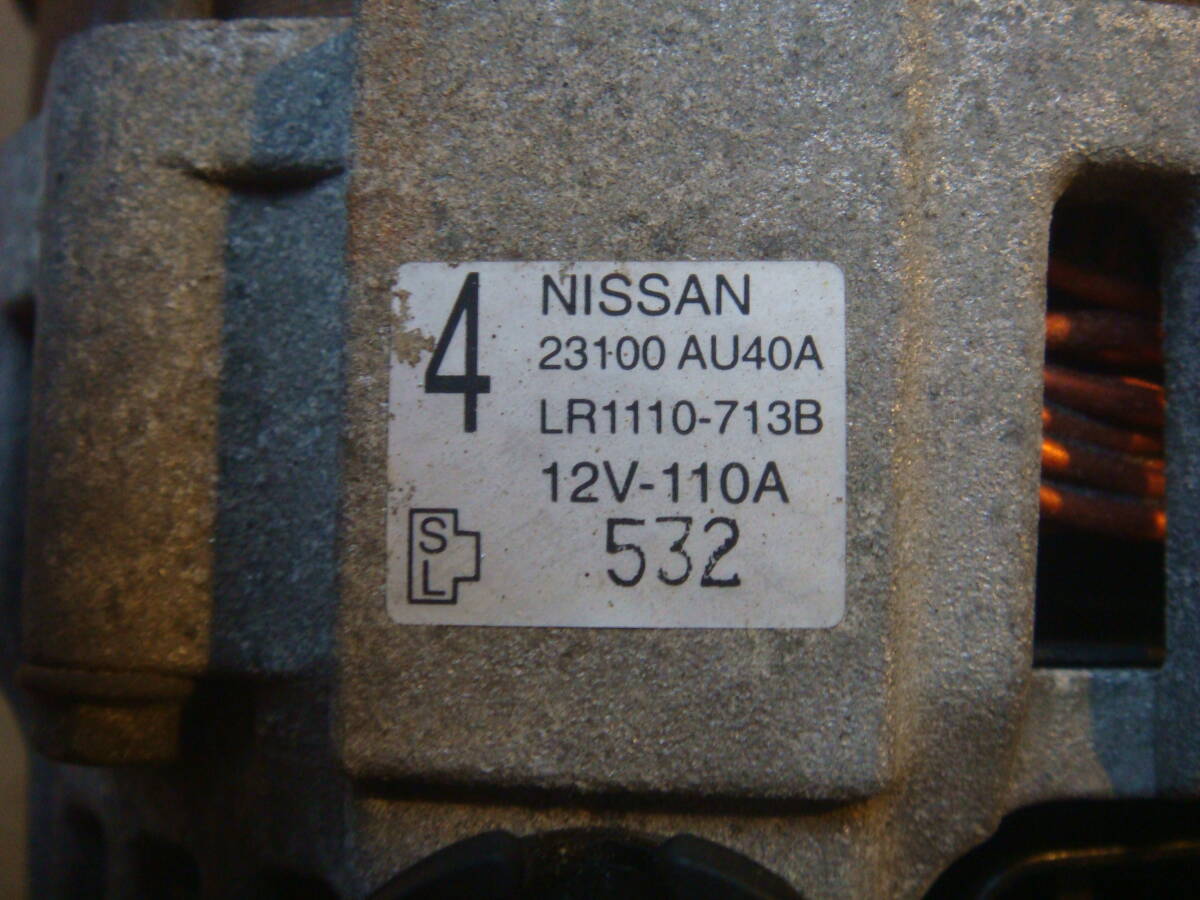 4
NISSAN
23100 AU40A
LR1110-713B
12V-110A
S
L
532